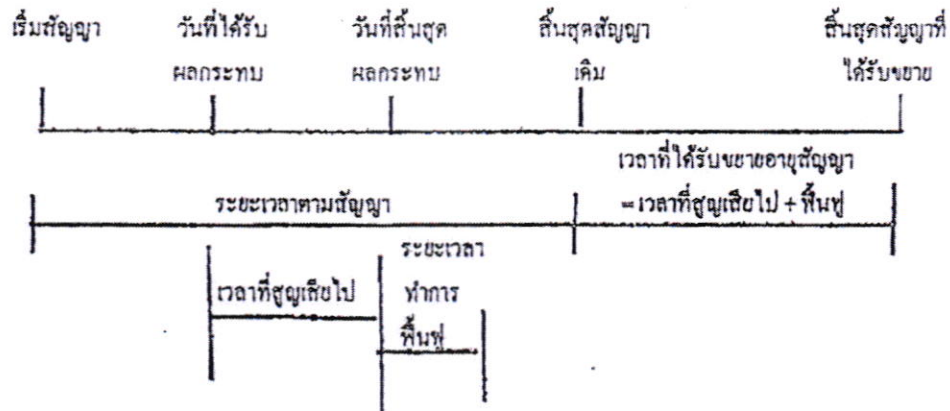 เริ่มสัญญา วันที่ได้รับ วันที่สิ้นสุด สิ้นสุดสัญญา สิ้นสุดสัญญาที่
ผลกระทบ ผลกระทบ เดิม ได้รับขยาย
เวลาที่ได้รับขยายอายุสัญญา
ระยะเวลาตามสัญญา = เวลาที่สูญเสียไป + ฟื้นฟู
ระยะเวลา
เวลาที่สูญเสียไป ทำการ
ฟื้นฟู